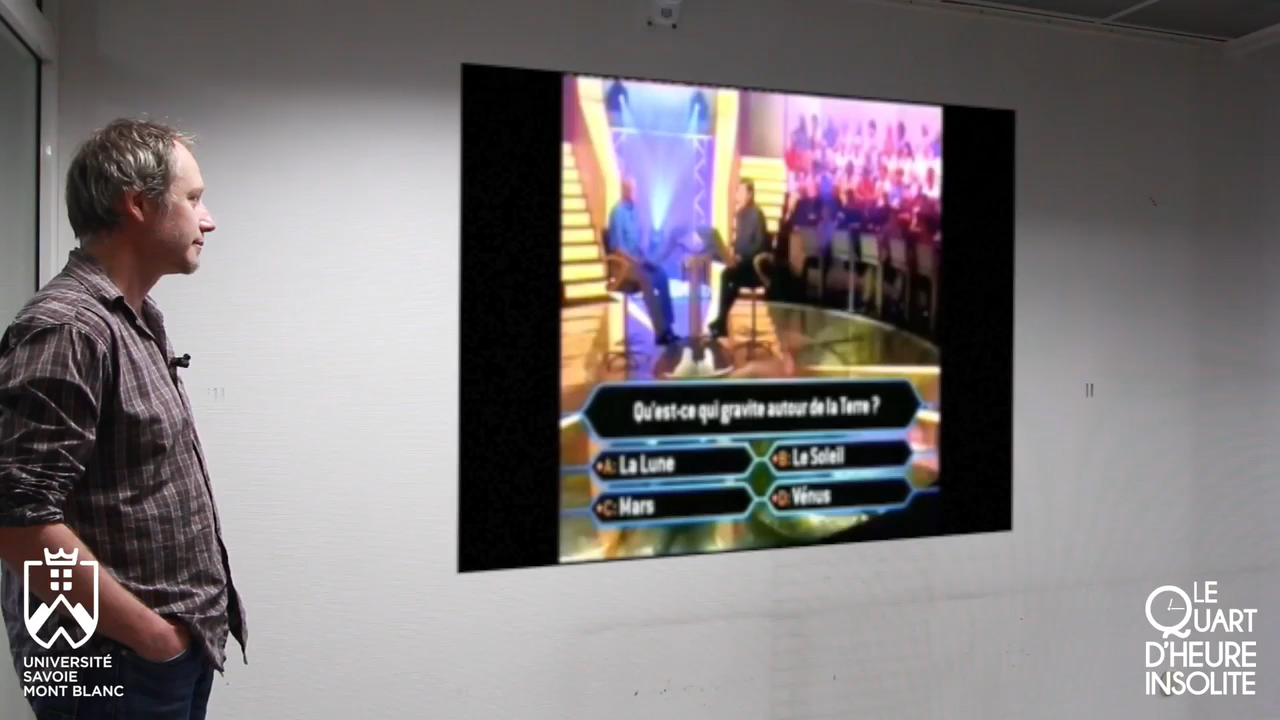 Qu'est-ce qui gravite autour de la Terre ?
A: La Lune
B: Le Soleil
C: Mars
D: Vénus
UNIVERSITÉ
SAVOIE
MONT BLANC
LE
QUART
D'HEURE
INSOLITE